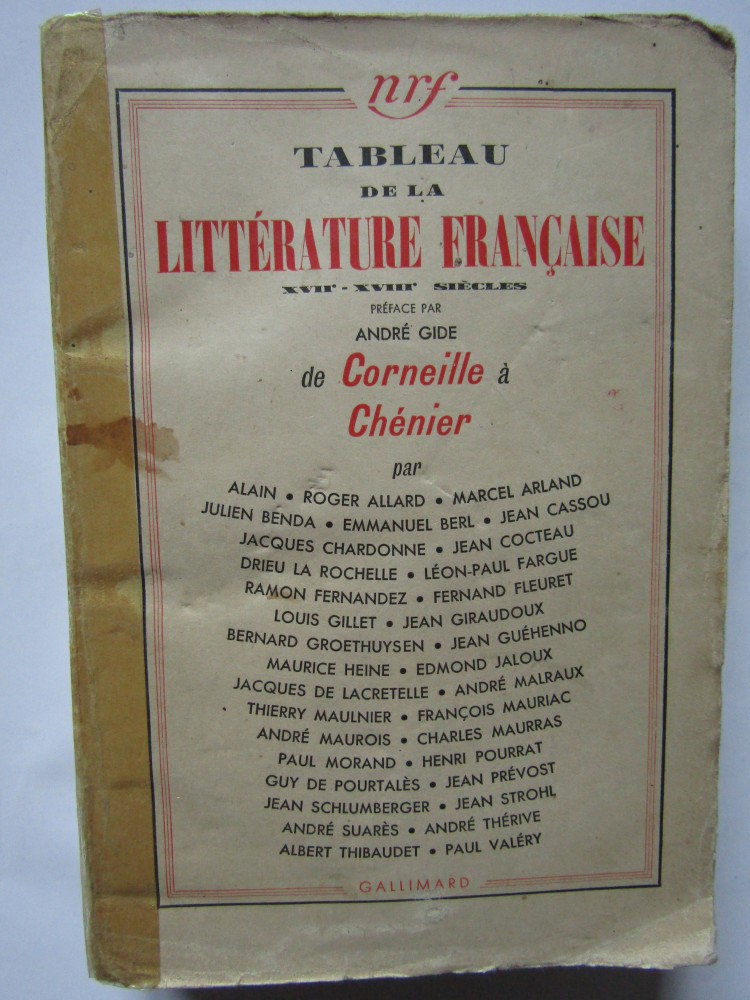 nrf
TABLEAU
DE LA
LITTÉRATURE FRANÇAISE
XVIIe - XVIIIe SIÈCLES
PRÉFACE PAR
ANDRÉ GIDE
de Corneille à
Chénier
par
ALAIN • ROGER ALLARD • MARCEL ARLAND
JULIEN BENDA • EMMANUEL BERL • JEAN CASSOU
JACQUES CHARDONNE • JEAN COCTEAU
DRIEU LA ROCHELLE • LÉON-PAUL FARGUE
RAMON FERNANDEZ • FERNAND FLEURET
LOUIS GILLET • JEAN GIRAUDOUX
BERNARD GROETHUYSEN • JEAN GUÉHENNO
MAURICE HEINE • EDMOND JALOUX
JACQUES DE LACRETELLE • ANDRÉ MALRAUX
THIERRY MAULNIER • FRANÇOIS MAURIAC
ANDRÉ MAUROIS • CHARLES MAURRAS
PAUL MORAND • HENRI POURRAT
GUY DE POURTALÈS • JEAN PRÉVOST
JEAN SCHLUMBERGER • JEAN STROHL
ANDRÉ SUARÈS • ANDRÉ THÉRIVE
ALBERT THIBAUDET • PAUL VALÉRY
GALLIMARD